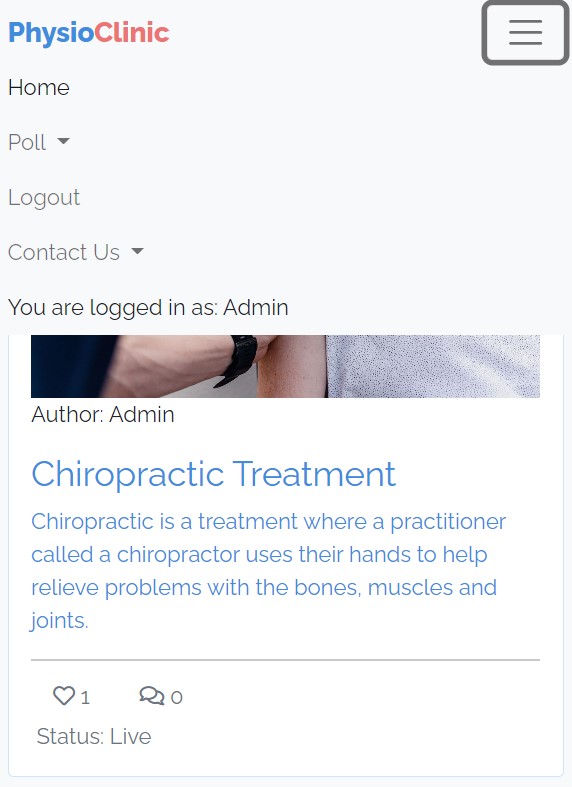 PhysioClinic
Home
Poll
Logout
Contact Us
You are logged in as: Admin
Author: Admin
Chiropractic Treatment
Chiropractic is a treatment where a practitioner
called a chiropractor uses their hands to help
relieve problems with the bones, muscles and
joints.
1 0
Status: Live